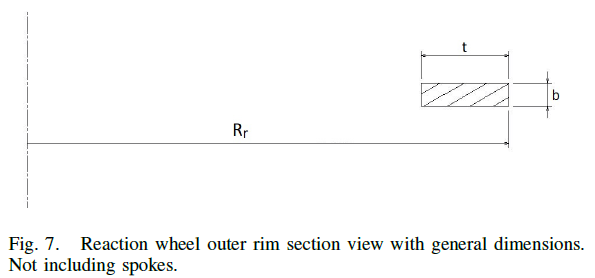 t
b
Rr
Fig. 7. Reaction wheel outer rim section view with general dimensions.
Not including spokes.